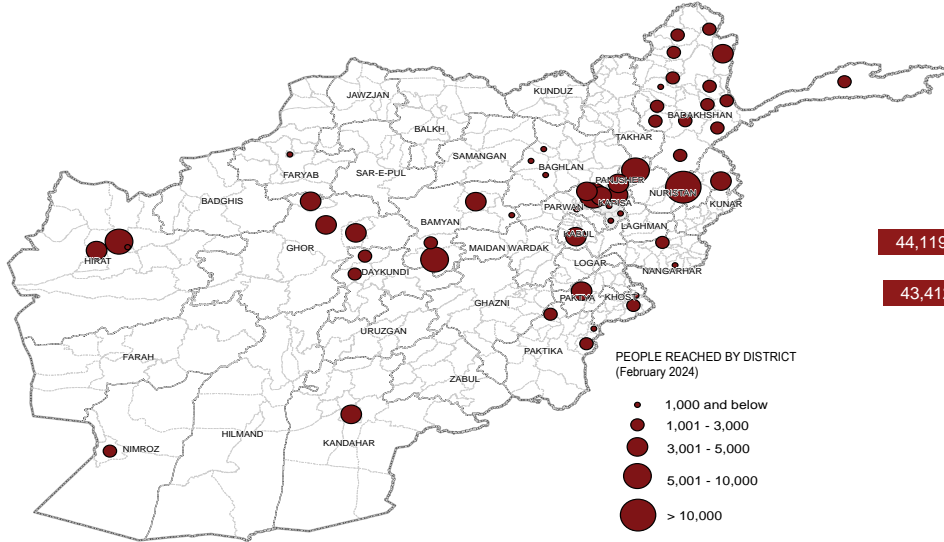 JAWZJAN
KUNDUZ
BALKH
BADAKHSHAN
TAKHAR
SAMANGAN
BAGHLAN
FARYAB
SAR-E-PUL
PANJSHER
NURISTAN
BADGHIS
PARWAN
KAPISA
KUNAR
BAMYAN
LAGHMAN
KABUL
GHOR
MAIDAN WARDAK
44,119
HIRAT
LOGAR
DAYKUNDI
NANGARHAR
PAKTYA
KHOST
GHAZNI
URUZGAN
FARAH
PAKTIKA
PEOPLE REACHED BY DISTRICT
(February 2024)
ZABUL
1,000 and below
1,001 - 3,000
HILMAND
KANDAHAR
NIMROZ
3,001 - 5,000
5,001 - 10,000
> 10,000